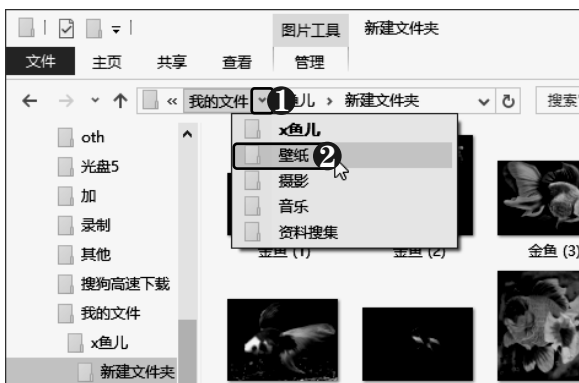 图片工具 新建文件夹
文件 主页 共享 查看 管理
← → ↑ « 我的文件 ❶ 鱼儿 › 新建文件夹 搜索
x鱼儿
壁纸 ❷
摄影
音乐
资料搜集
oth
光盘5
加
录制
其他
搜狗高速下载
我的文件
x鱼儿
新建文件夹
金鱼 (1) 金鱼 (2) 金鱼 (3)